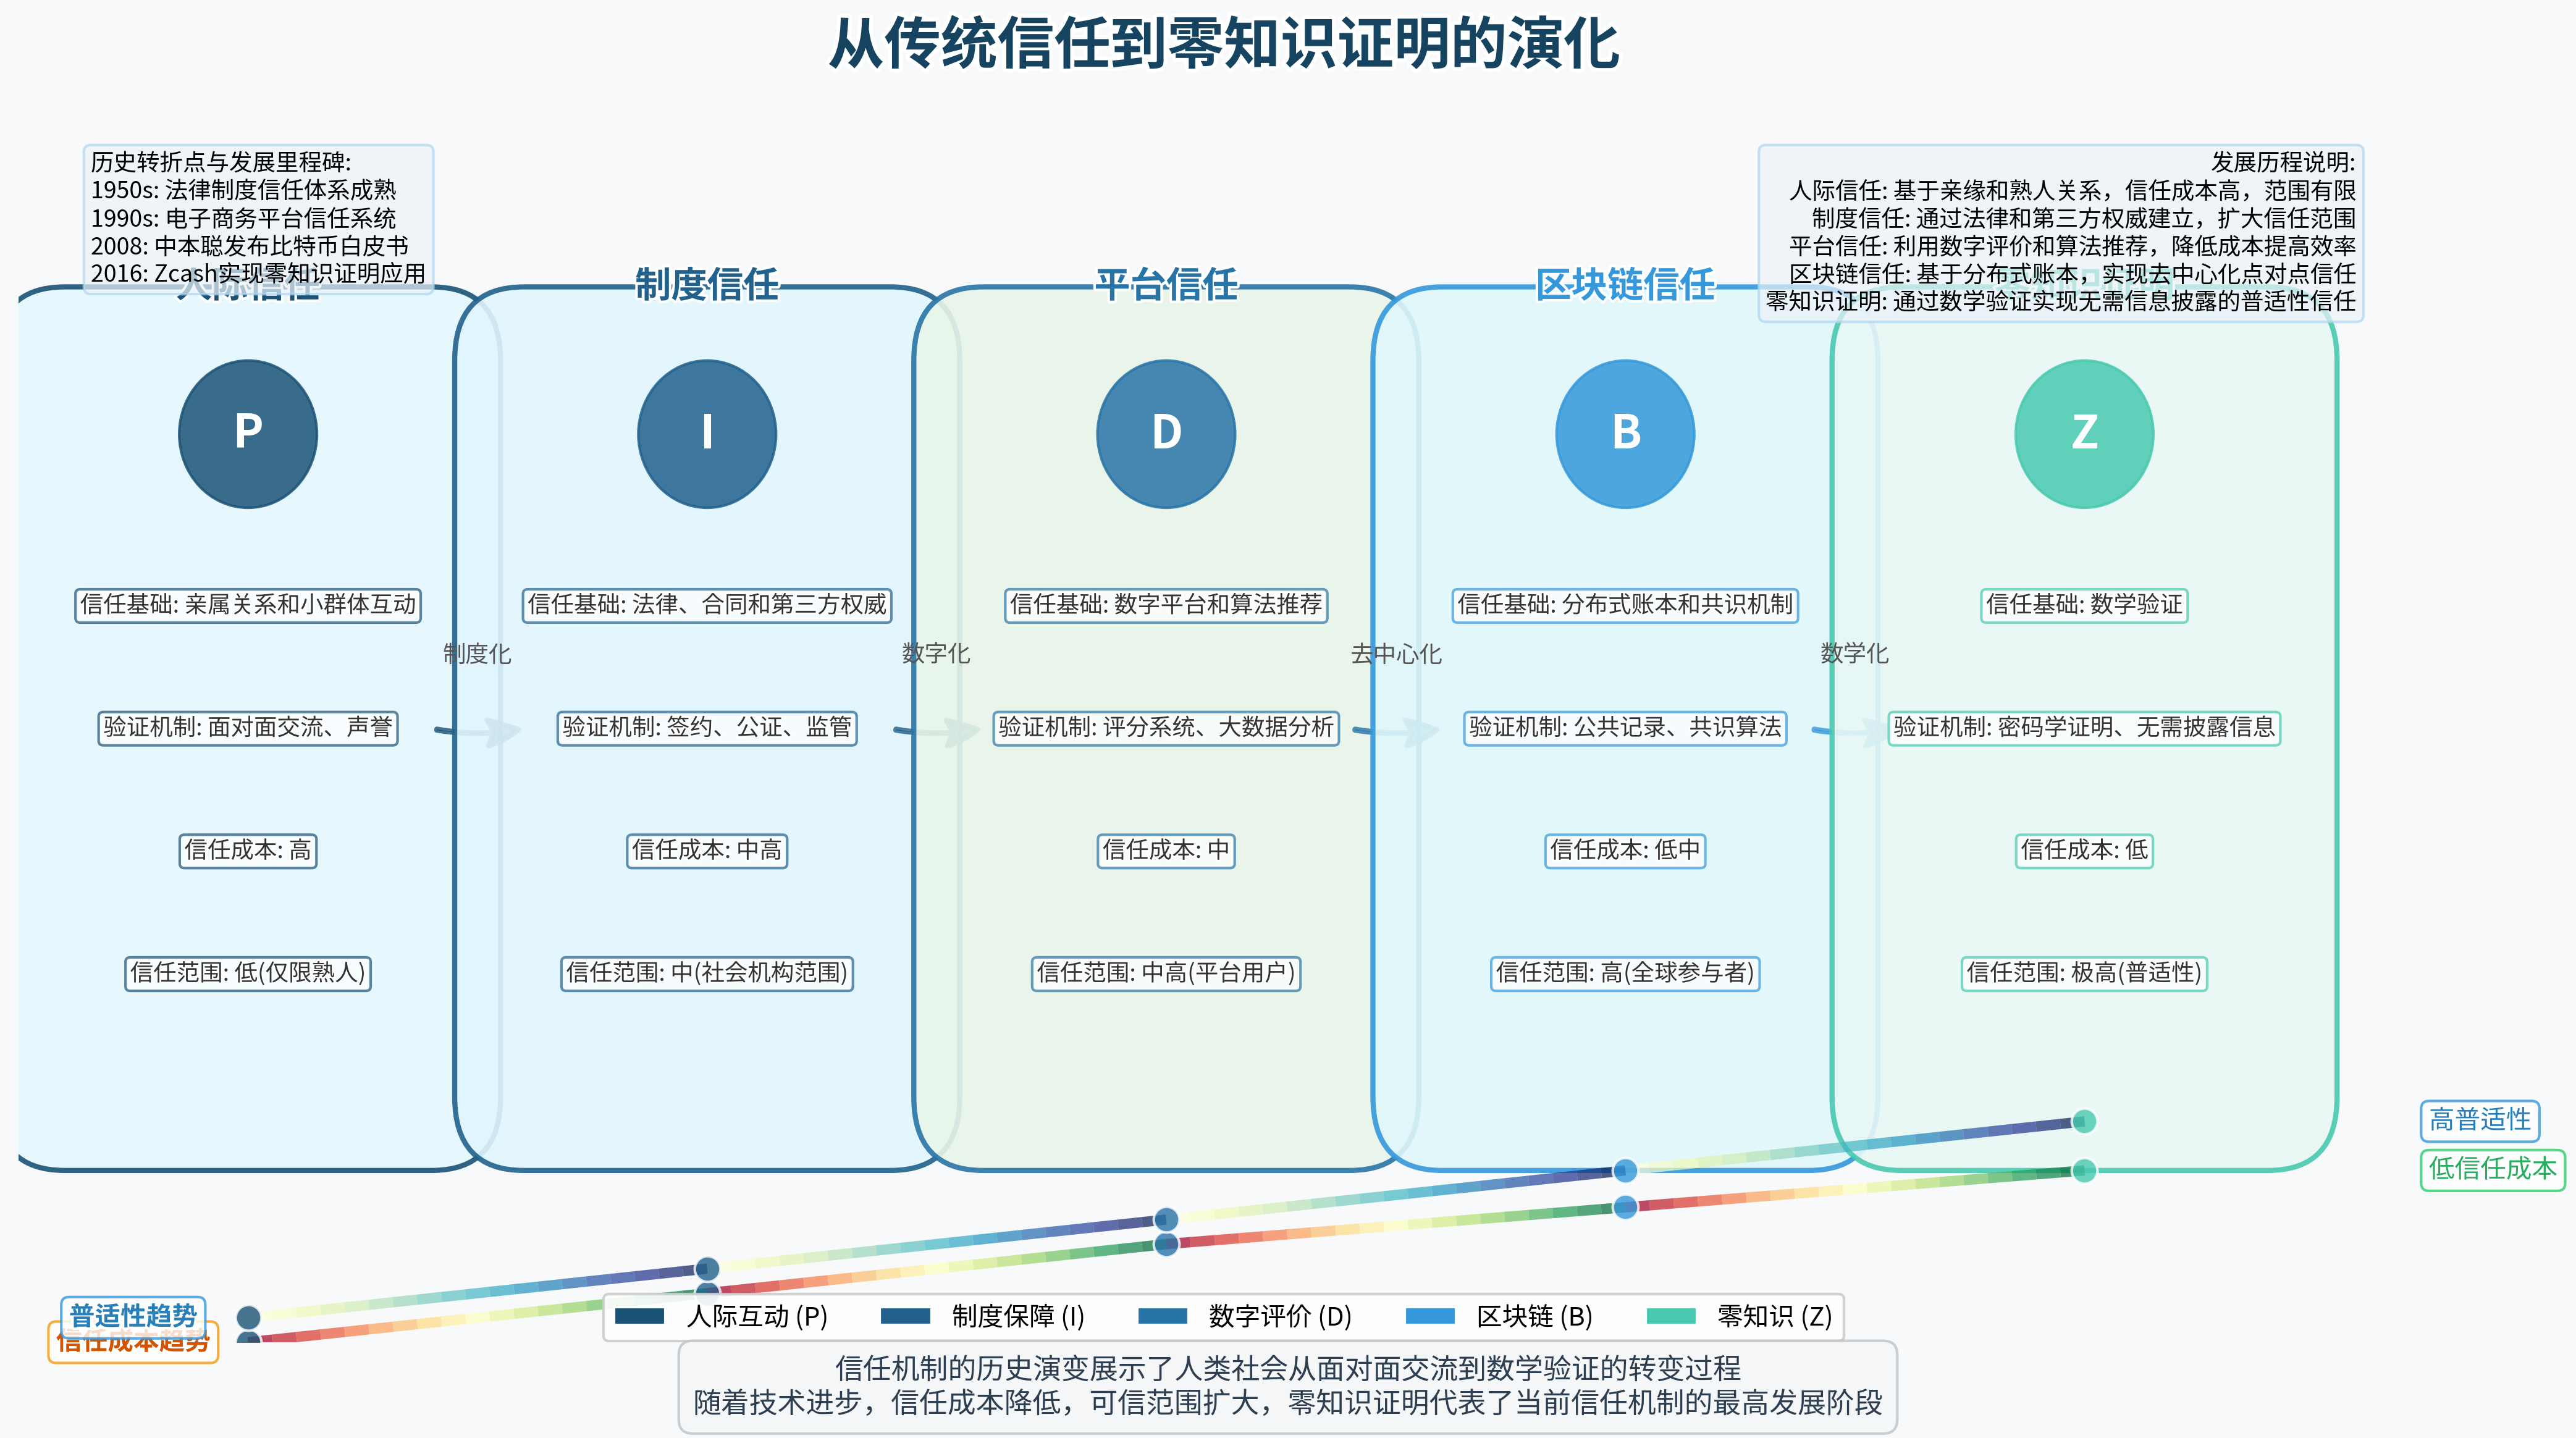 从传统信任到零知识证明的演化
历史转折点与发展里程碑:
1950s: 法律制度信任体系成熟
1990s: 电子商务平台信任系统
2008: 中本聪发布比特币白皮书
2016: Zcash实现零知识证明应用
发展历程说明:
人际信任: 基于亲缘和熟人关系，信任成本高，范围有限
制度信任: 通过法律和第三方权威建立，扩大信任范围
平台信任: 利用数字评价和算法推荐，降低成本提高效率
区块链信任: 基于分布式账本，实现去中心化点对点信任
零知识证明: 通过数学验证实现无需信息披露的普适性信任
人际信任
制度信任
平台信任
区块链信任
P
I
D
B
Z
信任基础: 亲属关系和小群体互动
信任基础: 法律、合同和第三方权威
信任基础: 数字平台和算法推荐
信任基础: 分布式账本和共识机制
信任基础: 数学验证
制度化
数字化
去中心化
数学化
验证机制: 面对面交流、声誉
验证机制: 签约、公证、监管
验证机制: 评分系统、大数据分析
验证机制: 公共记录、共识算法
验证机制: 密码学证明、无需披露信息
信任成本: 高
信任成本: 中高
信任成本: 中
信任成本: 低中
信任成本: 低
信任范围: 低(仅限熟人)
信任范围: 中(社会机构范围)
信任范围: 中高(平台用户)
信任范围: 高(全球参与者)
信任范围: 极高(普适性)
高普适性
低信任成本
普适性趋势
信任成本趋势
人际互动 (P)
制度保障 (I)
数字评价 (D)
区块链 (B)
零知识 (Z)
信任机制的历史演变展示了人类社会从面对面交流到数学验证的转变过程
随着技术进步，信任成本降低，可信范围扩大，零知识证明代表了当前信任机制的最高发展阶段